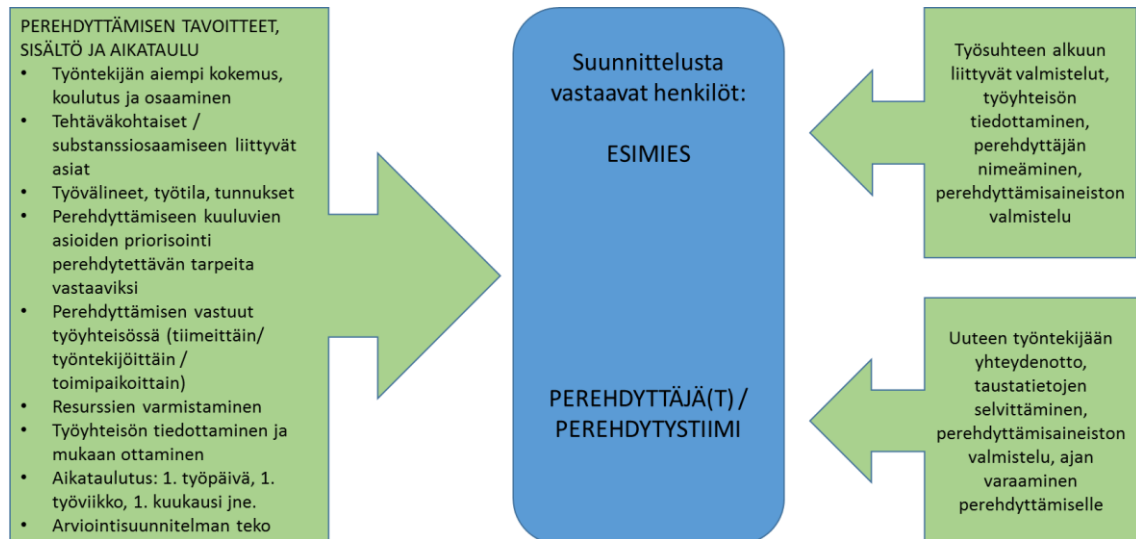 PEREHDYTTÄMISEN TAVOITTEET,
SISÄLTÖ JA AIKATAULU
• Työntekijän aiempi kokemus,
koulutus ja osaaminen
• Tehtäväkohtaiset /
substanssiosaamiseen liittyvät
asiat
• Työvälineet, työtila, tunnukset
• Perehdyttämiseen kuuluvien
asioiden priorisointi
perehdytettävän tarpeita
vastaaviksi
• Perehdyttämisen vastuut
työyhteisössä (tiimeittäin/
työntekijöittäin /
toimipaikoittain)
• Resurssien varmistaminen
• Työyhteisön tiedottaminen ja
mukaan ottaminen
• Aikataulutus: 1. työpäivä, 1.
työviikko, 1. kuukausi jne.
• Arviointisuunnitelman teko
Suunnittelusta
vastaavat henkilöt:
ESIMIES
PEREHDYTTÄJÄ(T) /
PEREHDYTYSTIIMI
Työsuhteen alkuun
liittyvät valmistelut,
työyhteisön
tiedottaminen,
perehdyttäjän
nimeäminen,
perehdyttämisaineiston
valmistelu
Uuteen työntekijään
yhteydenotto,
taustatietojen
selvittäminen,
perehdyttämisaineiston
valmistelu, ajan
varaaminen
perehdyttämiselle